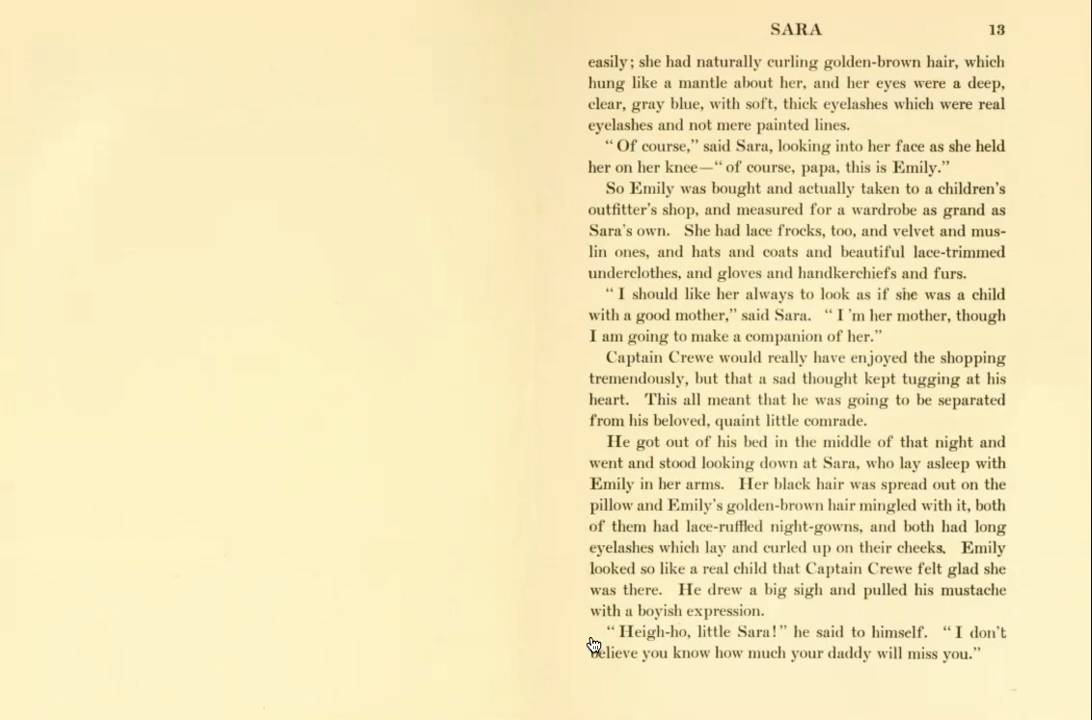 SARA 13
easily; she had naturally curling golden-brown hair, which
hung like a mantle about her, and her eyes were a deep,
clear, gray blue, with soft, thick eyelashes which were real
eyelashes and not mere painted lines.
“Of course,” said Sara, looking into her face as she held
her on her knee—“of course, papa, this is Emily.”
So Emily was bought and actually taken to a children’s
outfitter’s shop, and measured for a wardrobe as grand as
Sara’s own. She had lace frocks, too, and velvet and mus-
lin ones, and hats and coats and beautiful lace-trimmed
underclothes, and gloves and handkerchiefs and furs.
“I should like her always to look as if she was a child
with a good mother,” said Sara. “I ’m her mother, though
I am going to make a companion of her.”
Captain Crewe would really have enjoyed the shopping
tremendously, but that a sad thought kept tugging at his
heart. This all meant that he was going to be separated
from his beloved, quaint little comrade.
He got out of his bed in the middle of that night and
went and stood looking down at Sara, who lay asleep with
Emily in her arms. Her black hair was spread out on the
pillow and Emily’s golden-brown hair mingled with it, both
of them had lace-ruffled night-gowns, and both had long
eyelashes which lay and curled up on their cheeks. Emily
looked so like a real child that Captain Crewe felt glad she
was there. He drew a big sigh and pulled his mustache
with a boyish expression.
“Heigh-ho, little Sara!” he said to himself. “I don’t
believe you know how much your daddy will miss you.”